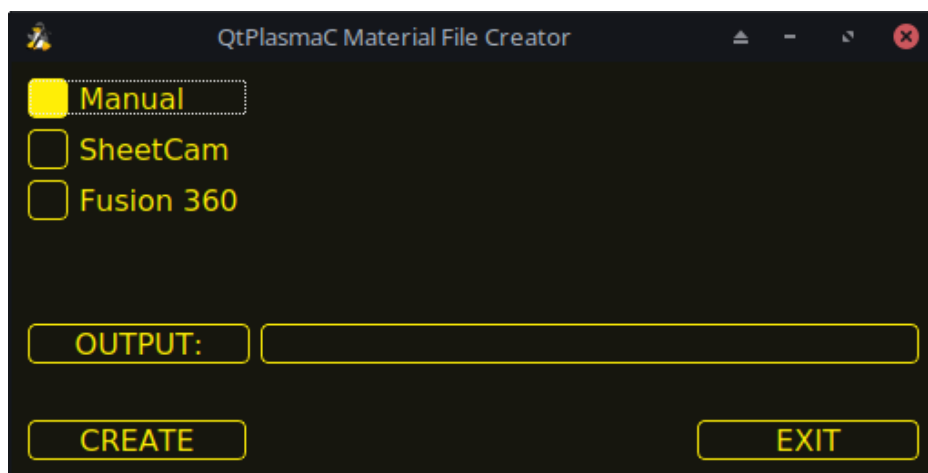 QtPlasmaC Material File Creator
Manual
SheetCam
Fusion 360
OUTPUT:
CREATE
EXIT